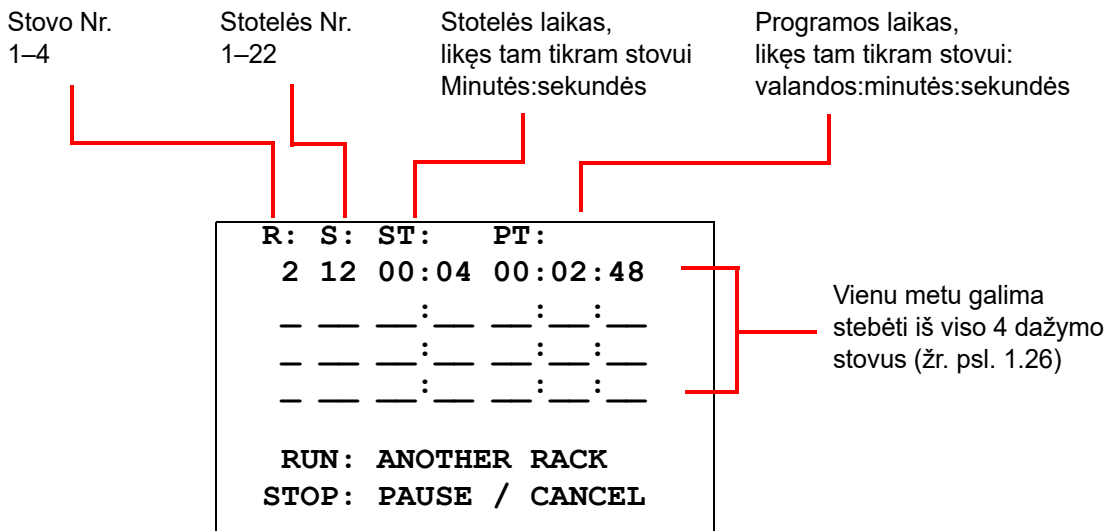 Stovo Nr.
1–4
Stotelės Nr.
1–22
Stotelės laikas,
likęs tam tikram stovui
Minutės:sekundės
Programos laikas,
likęs tam tikram stovui:
valandos:minutės:sekundės
R: S: ST: PT:
2 12 00:04 00:02:48
_ __ __:__ __:__:__
_ __ __:__ __:__:__
_ __ __:__ __:__:__
RUN: ANOTHER RACK
STOP: PAUSE / CANCEL
Vienu metu galima
stebėti iš viso 4 dažymo
stovus (žr. psl. 1.26)